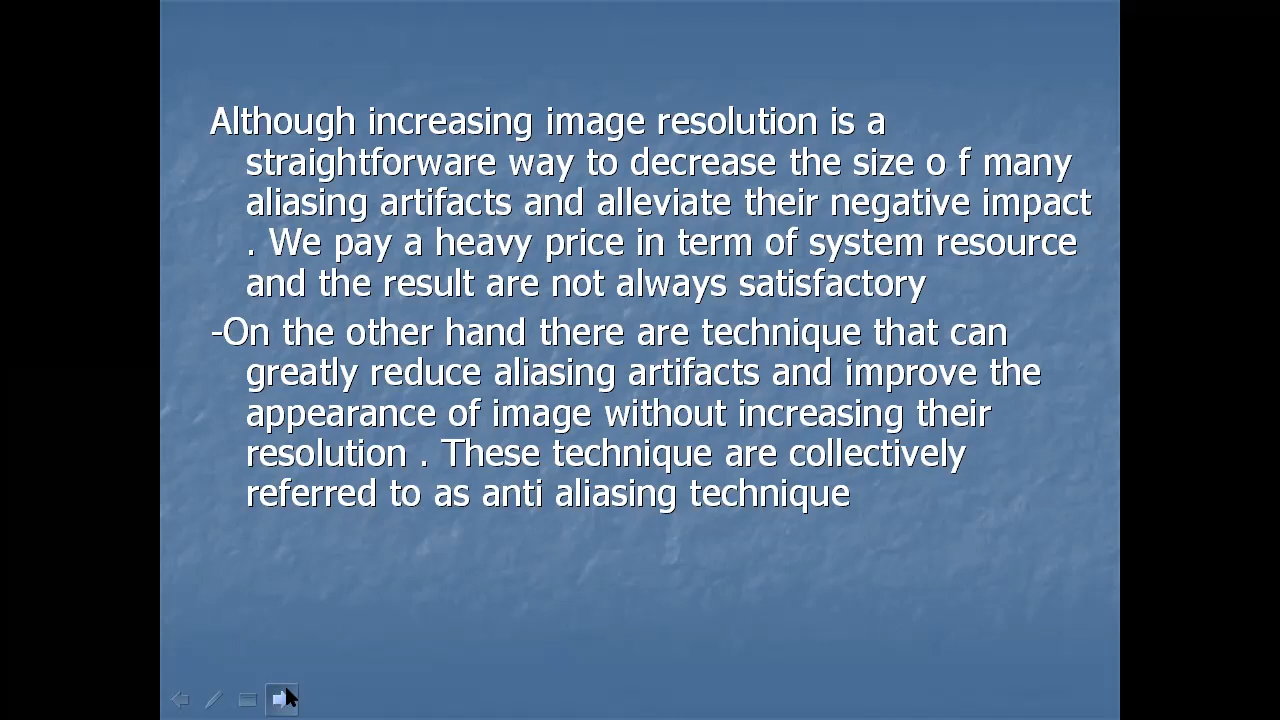 Although increasing image resolution is a
straightforware way to decrease the size o f many
aliasing artifacts and alleviate their negative impact
. We pay a heavy price in term of system resource
and the result are not always satisfactory
-On the other hand there are technique that can
greatly reduce aliasing artifacts and improve the
appearance of image without increasing their
resolution . These technique are collectively
referred to as anti aliasing technique